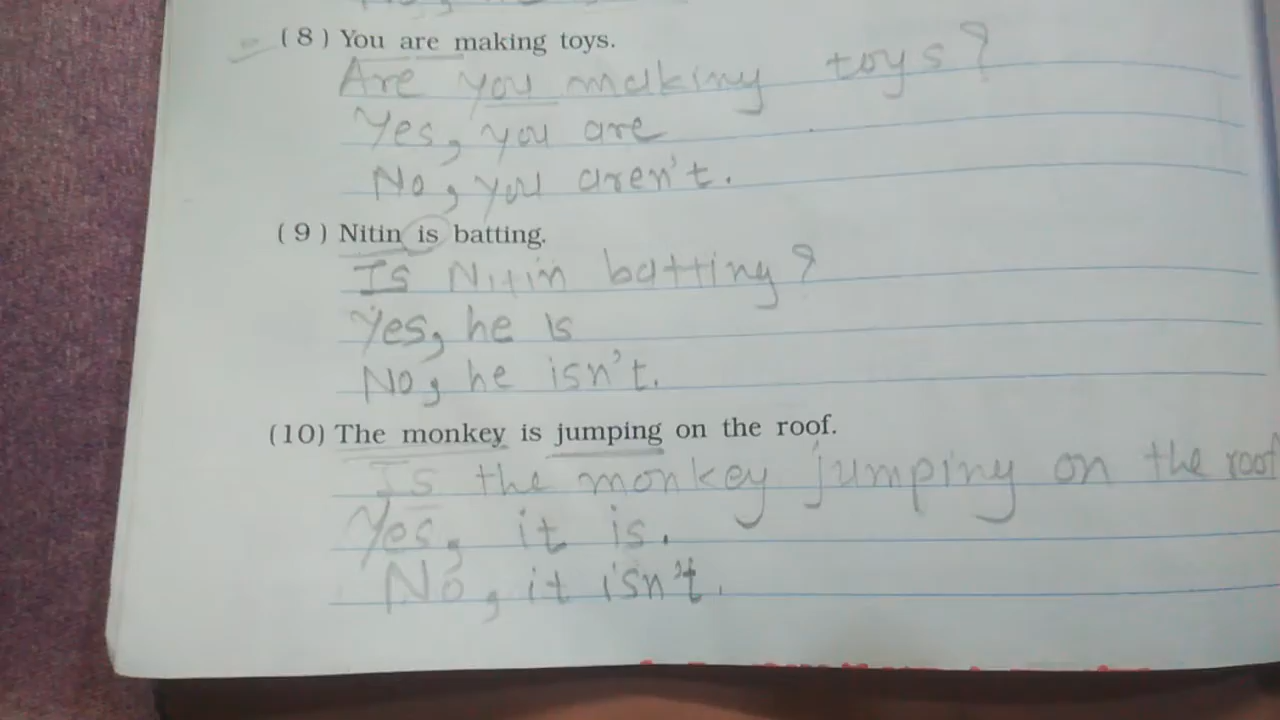 (8) You are making toys.
Are you making toys?
Yes, you are
No, you aren't.
(9) Nitin is batting.
Is Nitin batting?
Yes, he is
No, he isn't.
(10) The monkey is jumping on the roof.
Is the monkey jumping on the roof
Yes, it is.
No, it isn't.